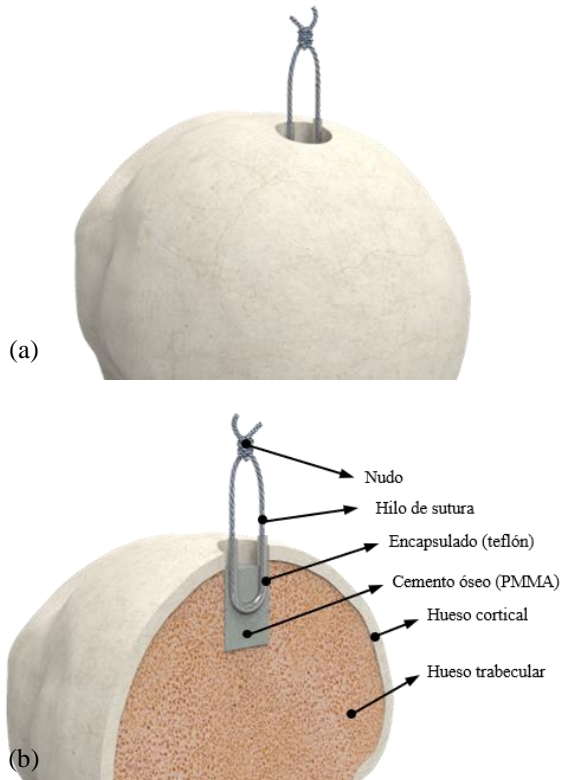 (a)
Nudo
Hilo de sutura
Encapsulado (teflón)
Cemento óseo (PMMA)
Hueso cortical
Hueso trabecular
(b)